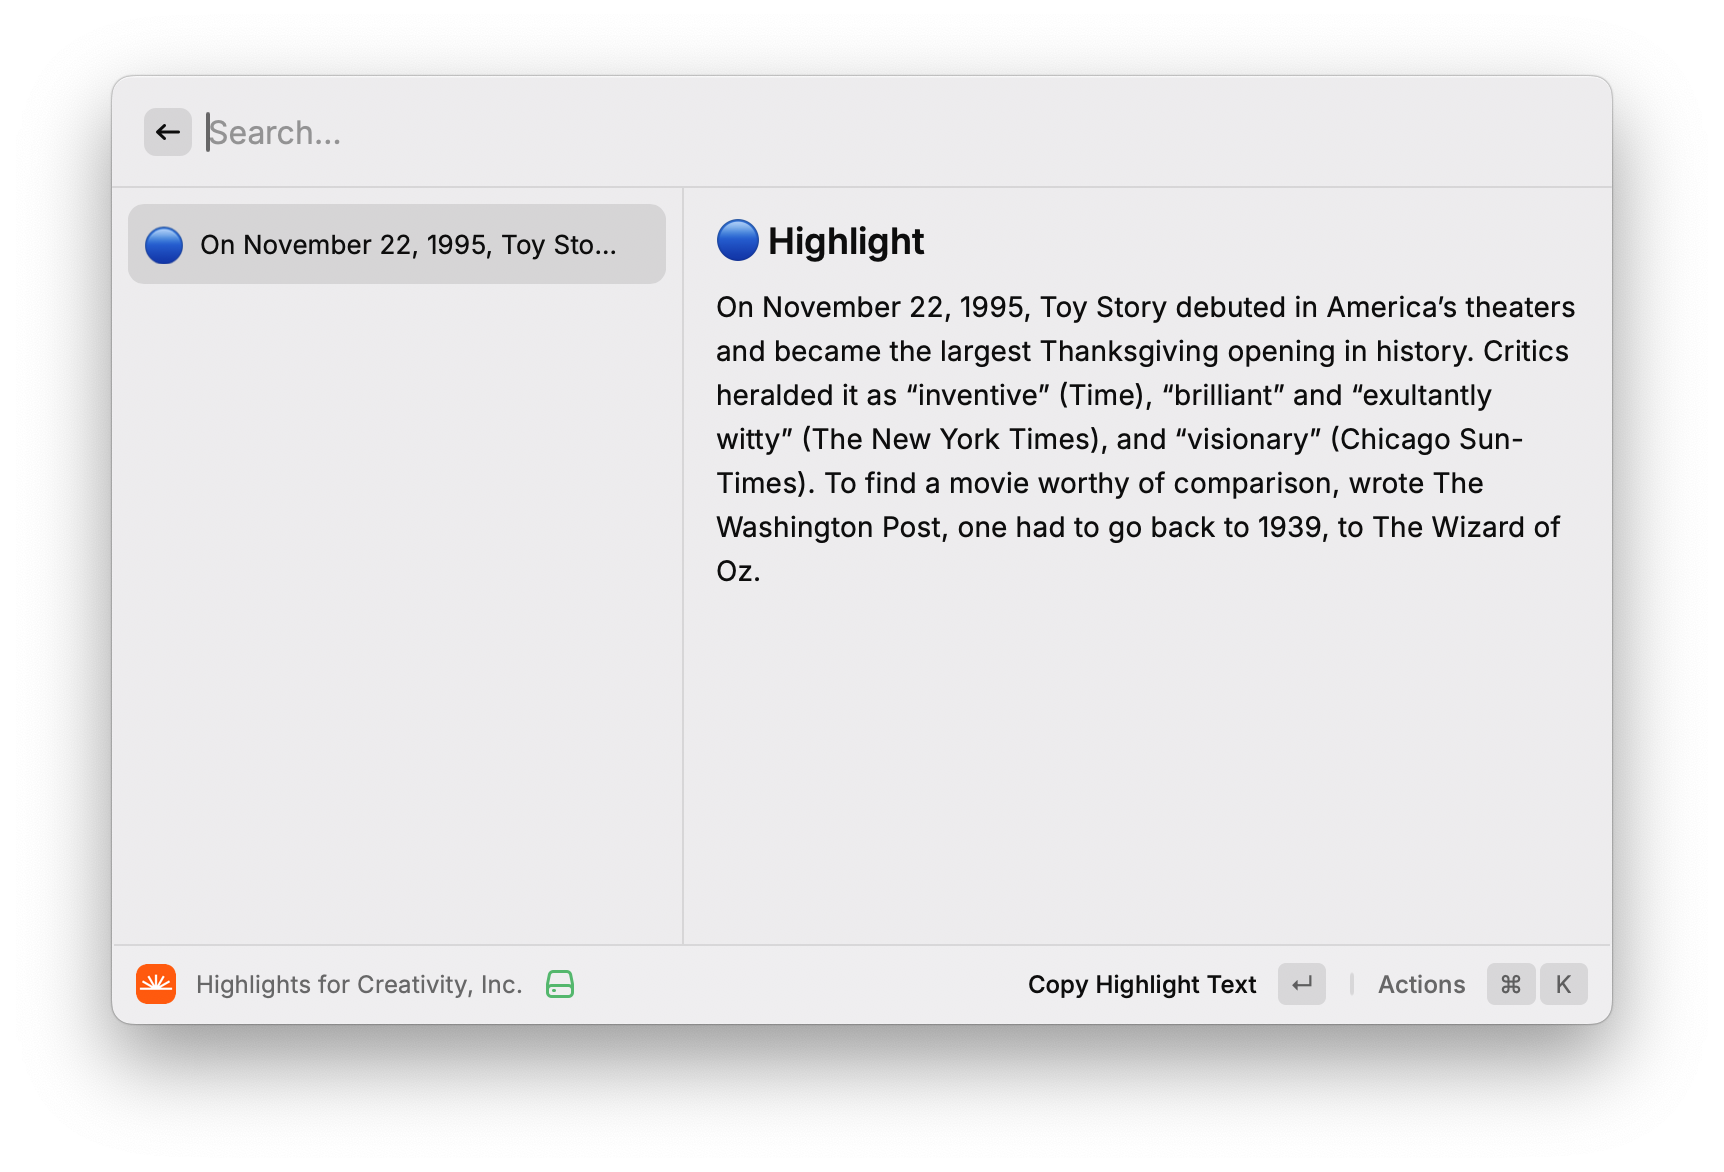 Search...
On November 22, 1995, Toy Sto...
Highlight
On November 22, 1995, Toy Story debuted in America’s theaters
and became the largest Thanksgiving opening in history. Critics
heralded it as “inventive” (Time), “brilliant” and “exultantly
witty” (The New York Times), and “visionary” (Chicago Sun-
Times). To find a movie worthy of comparison, wrote The
Washington Post, one had to go back to 1939, to The Wizard of
Oz.
Highlights for Creativity, Inc.
Copy Highlight Text ↵ Actions ⌘ K